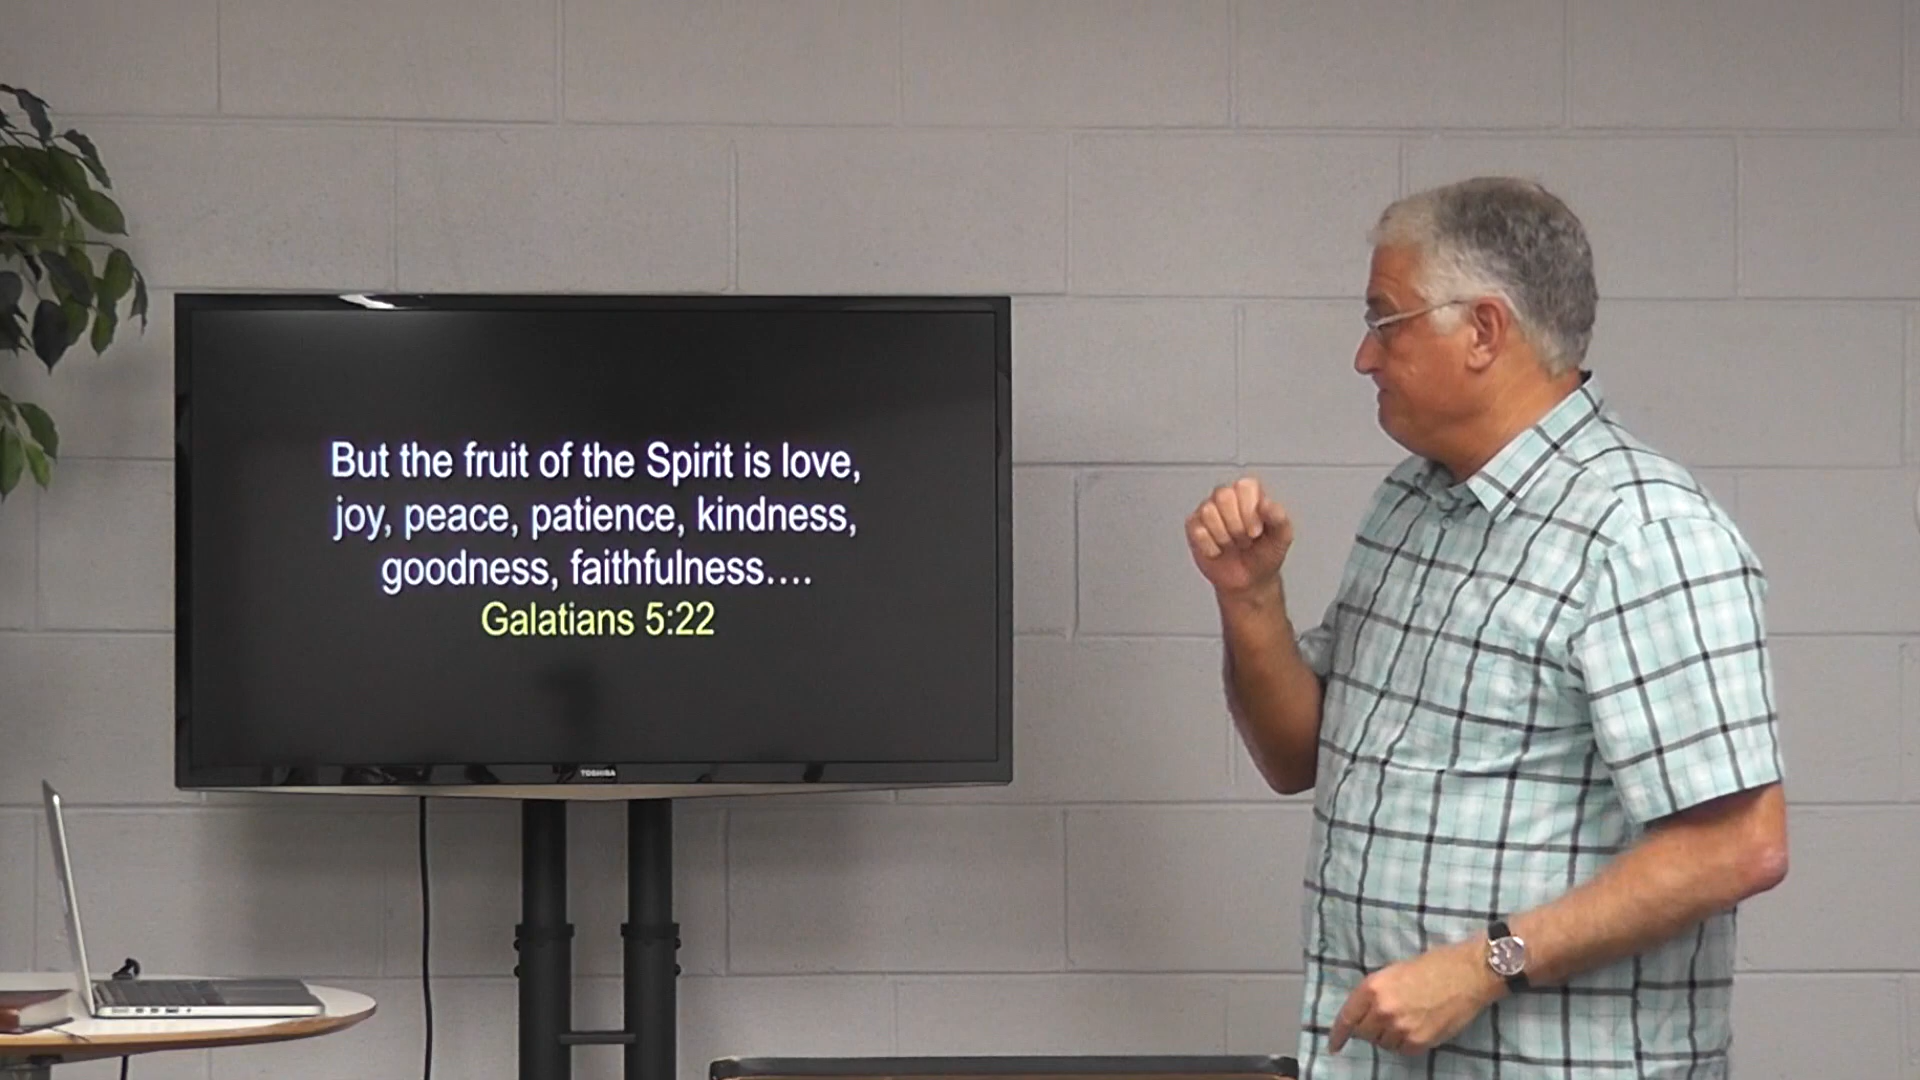 But the fruit of the Spirit is love,
joy, peace, patience, kindness,
goodness, faithfulness….
Galatians 5:22
TOSHIBA